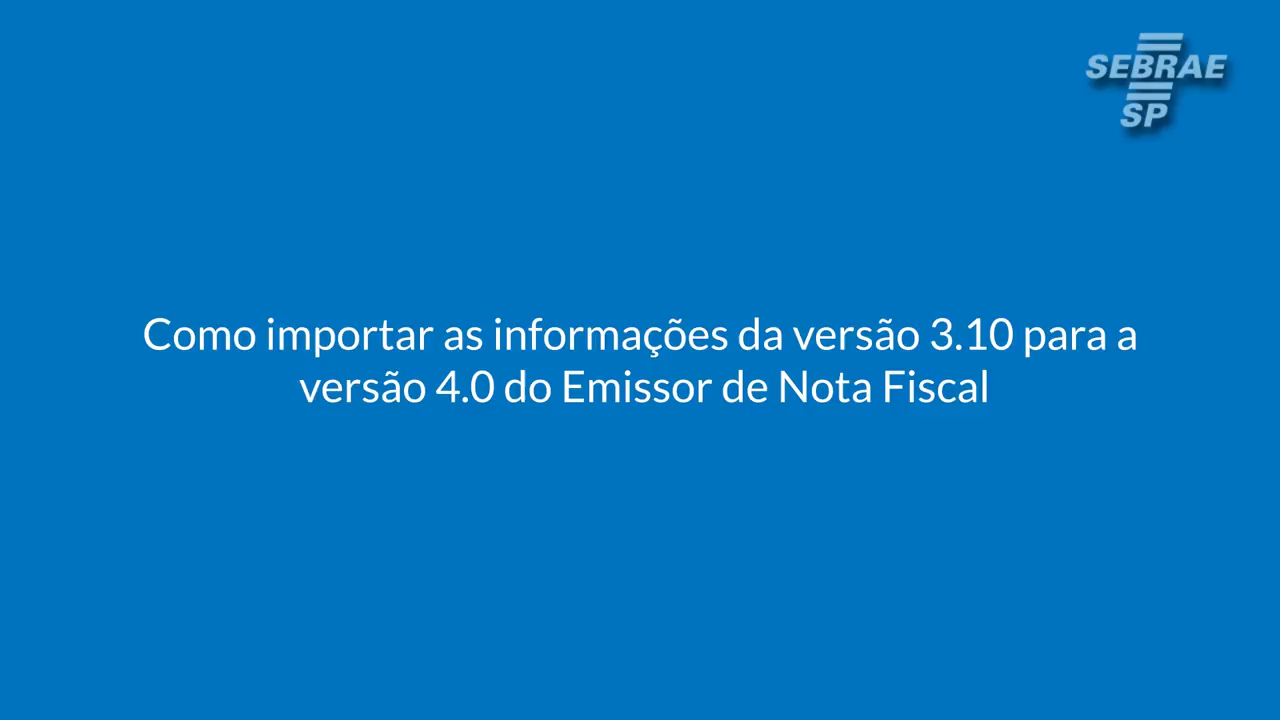 SEBRAE
SP
Como importar as informações da versão 3.10 para a
versão 4.0 do Emissor de Nota Fiscal